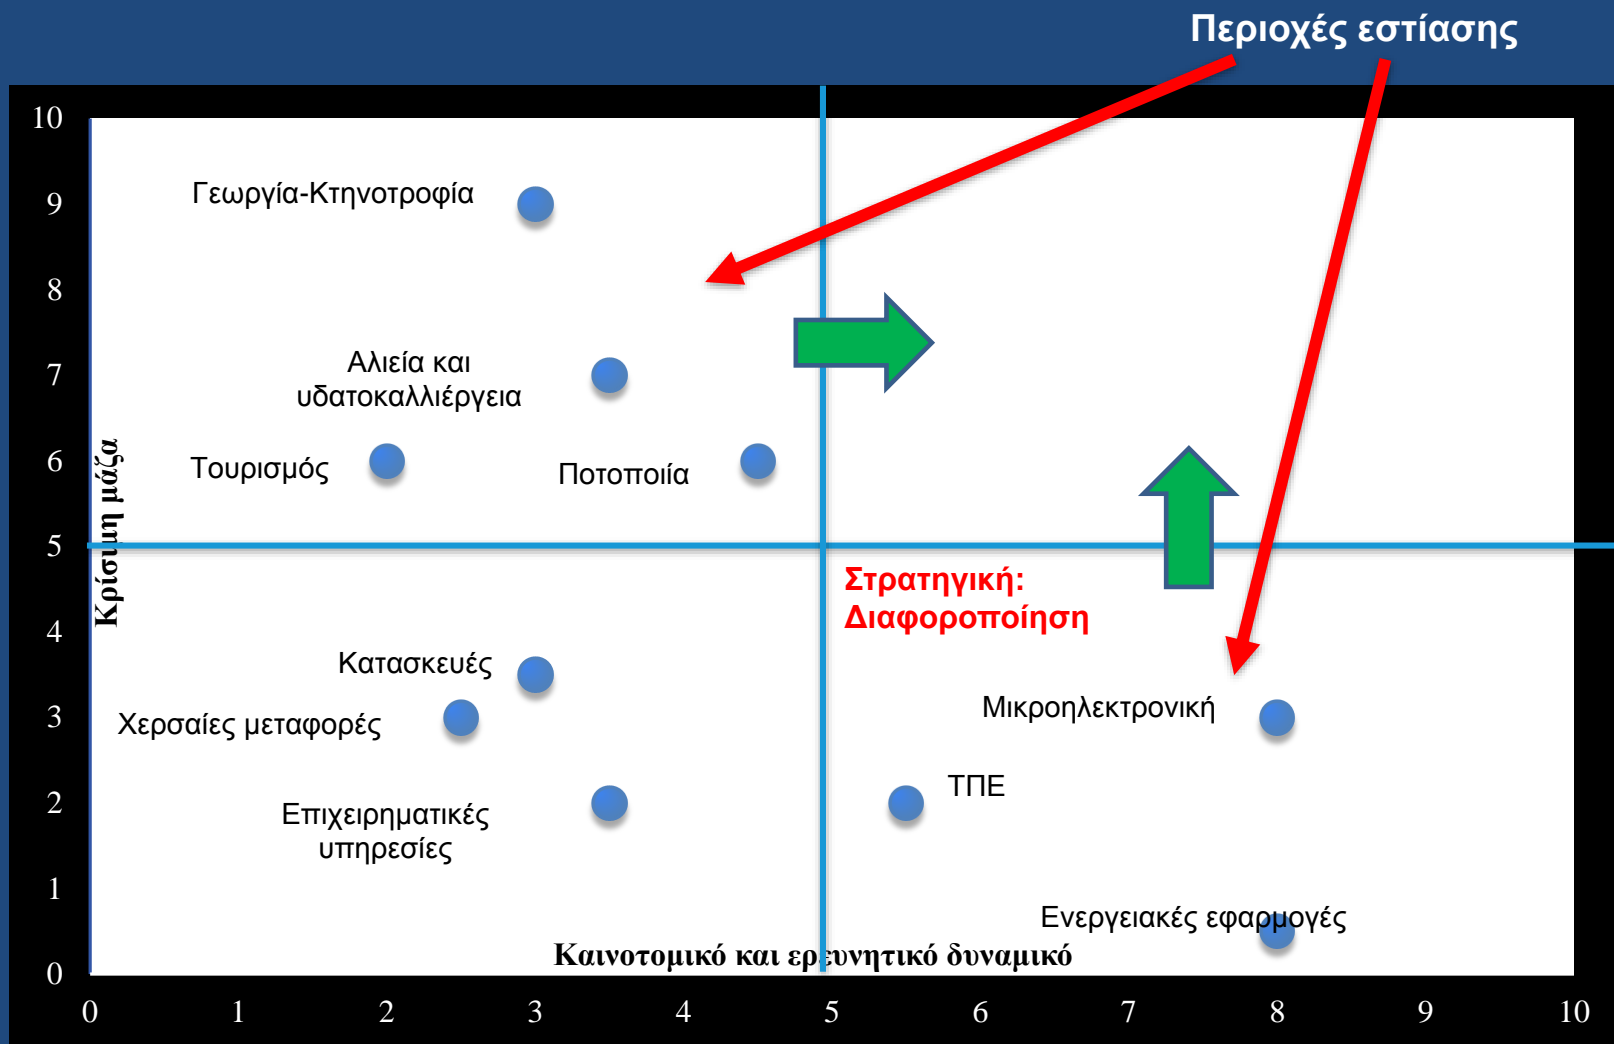 Περιοχές εστίασης
10
9
8
7
6
5
4
3
2
1
0
Κρίσιμη μάζα
Γεωργία-Κτηνοτροφία
Αλιεία και
υδατοκαλλιέργεια
Τουρισμός
Ποτοποιία
Στρατηγική:
Διαφοροποίηση
Κατασκευές
Χερσαίες μεταφορές
Επιχειρηματικές
υπηρεσίες
Μικροηλεκτρονική
ΤΠΕ
Ενεργειακές εφαρμογές
Καινοτομικό και ερευνητικό δυναμικό
0 1 2 3 4 5 6 7 8 9 10